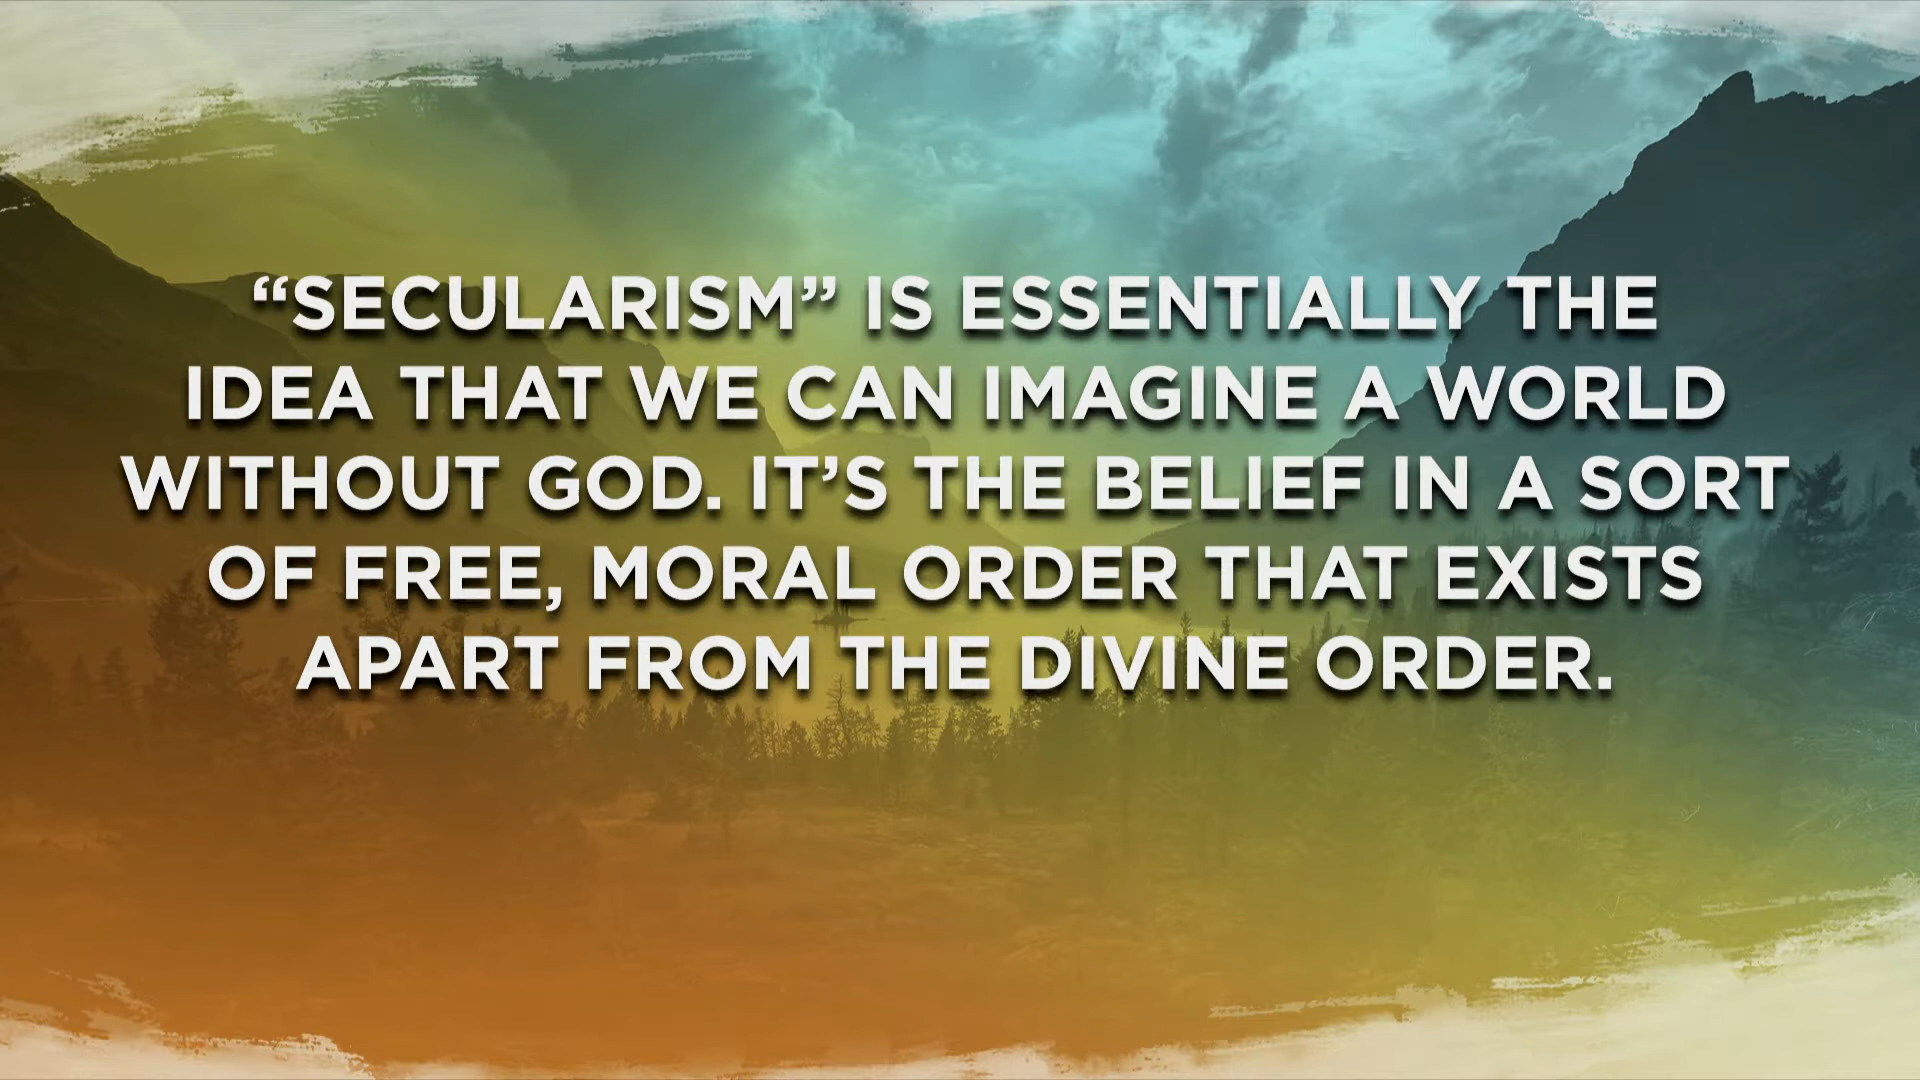 “SECULARISM” IS ESSENTIALLY THE
IDEA THAT WE CAN IMAGINE A WORLD
WITHOUT GOD. IT’S THE BELIEF IN A SORT
OF FREE, MORAL ORDER THAT EXISTS
APART FROM THE DIVINE ORDER.